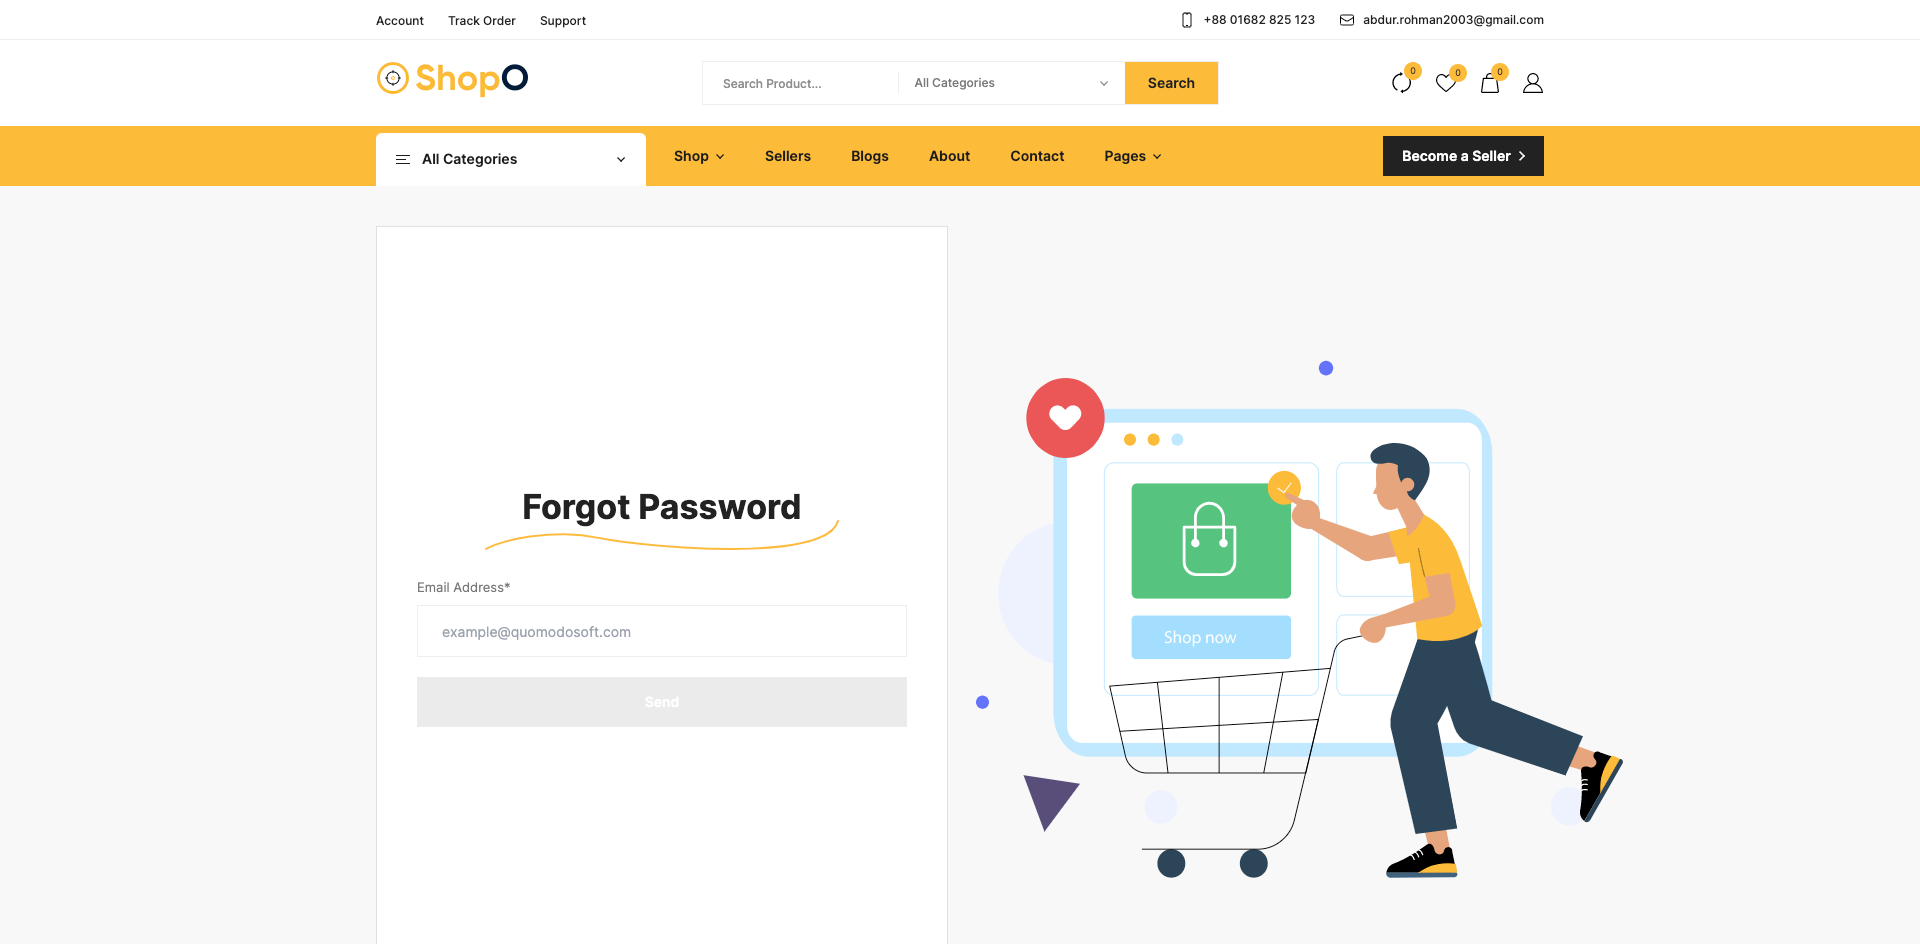 Account Track Order Support +88 01682 825 123 abdur.rohman2003@gmail.com
ShopO Search Product... All Categories Search 0 0 0
All Categories Shop Sellers Blogs About Contact Pages Become a Seller
Forgot Password
Email Address*
example@quomodosoft.com
Send
Shop now